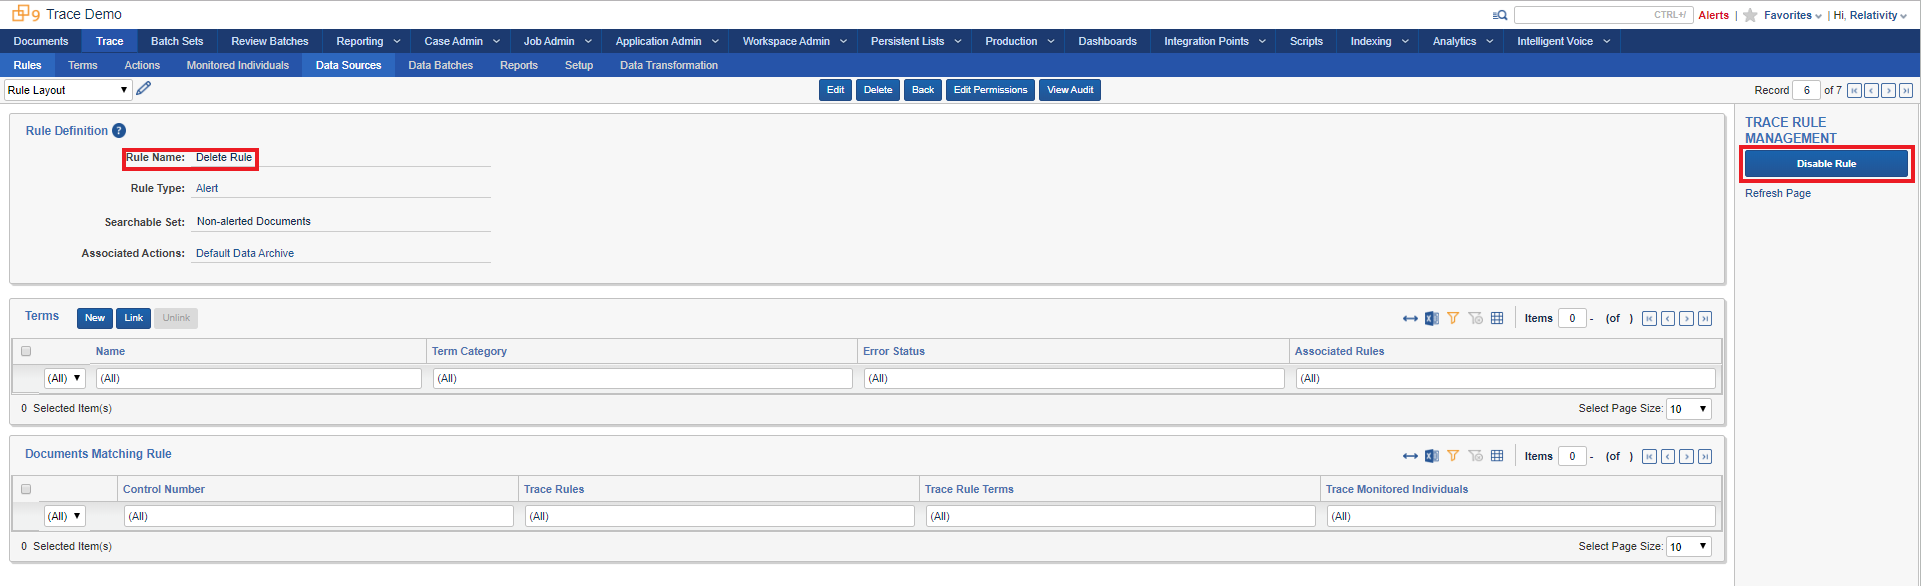 9 Trace Demo
CTRL+/ Alerts | Favorites | Hi, Relativity
Documents Trace Batch Sets Review Batches Reporting Case Admin Job Admin Application Admin Workspace Admin Persistent Lists Production Dashboards Integration Points Scripts Indexing Analytics Intelligent Voice
Rules Terms Actions Monitored Individuals Data Sources Data Batches Reports Setup Data Transformation
Rule Layout Edit Delete Back Edit Permissions View Audit Record 6 of 7
Rule Definition ?
Rule Name: Delete Rule
Rule Type: Alert
Searchable Set: Non-alerted Documents
Associated Actions: Default Data Archive
TRACE RULE
MANAGEMENT
Disable Rule
Refresh Page
Terms New Link Unlink Items 0 - (of )
Name Term Category Error Status Associated Rules
(All) (All) (All) (All) (All)
0 Selected Item(s) Select Page Size: 10
Documents Matching Rule Items 0 - (of )
Control Number Trace Rules Trace Rule Terms Trace Monitored Individuals
(All) (All) (All) (All) (All)
0 Selected Item(s) Select Page Size: 10